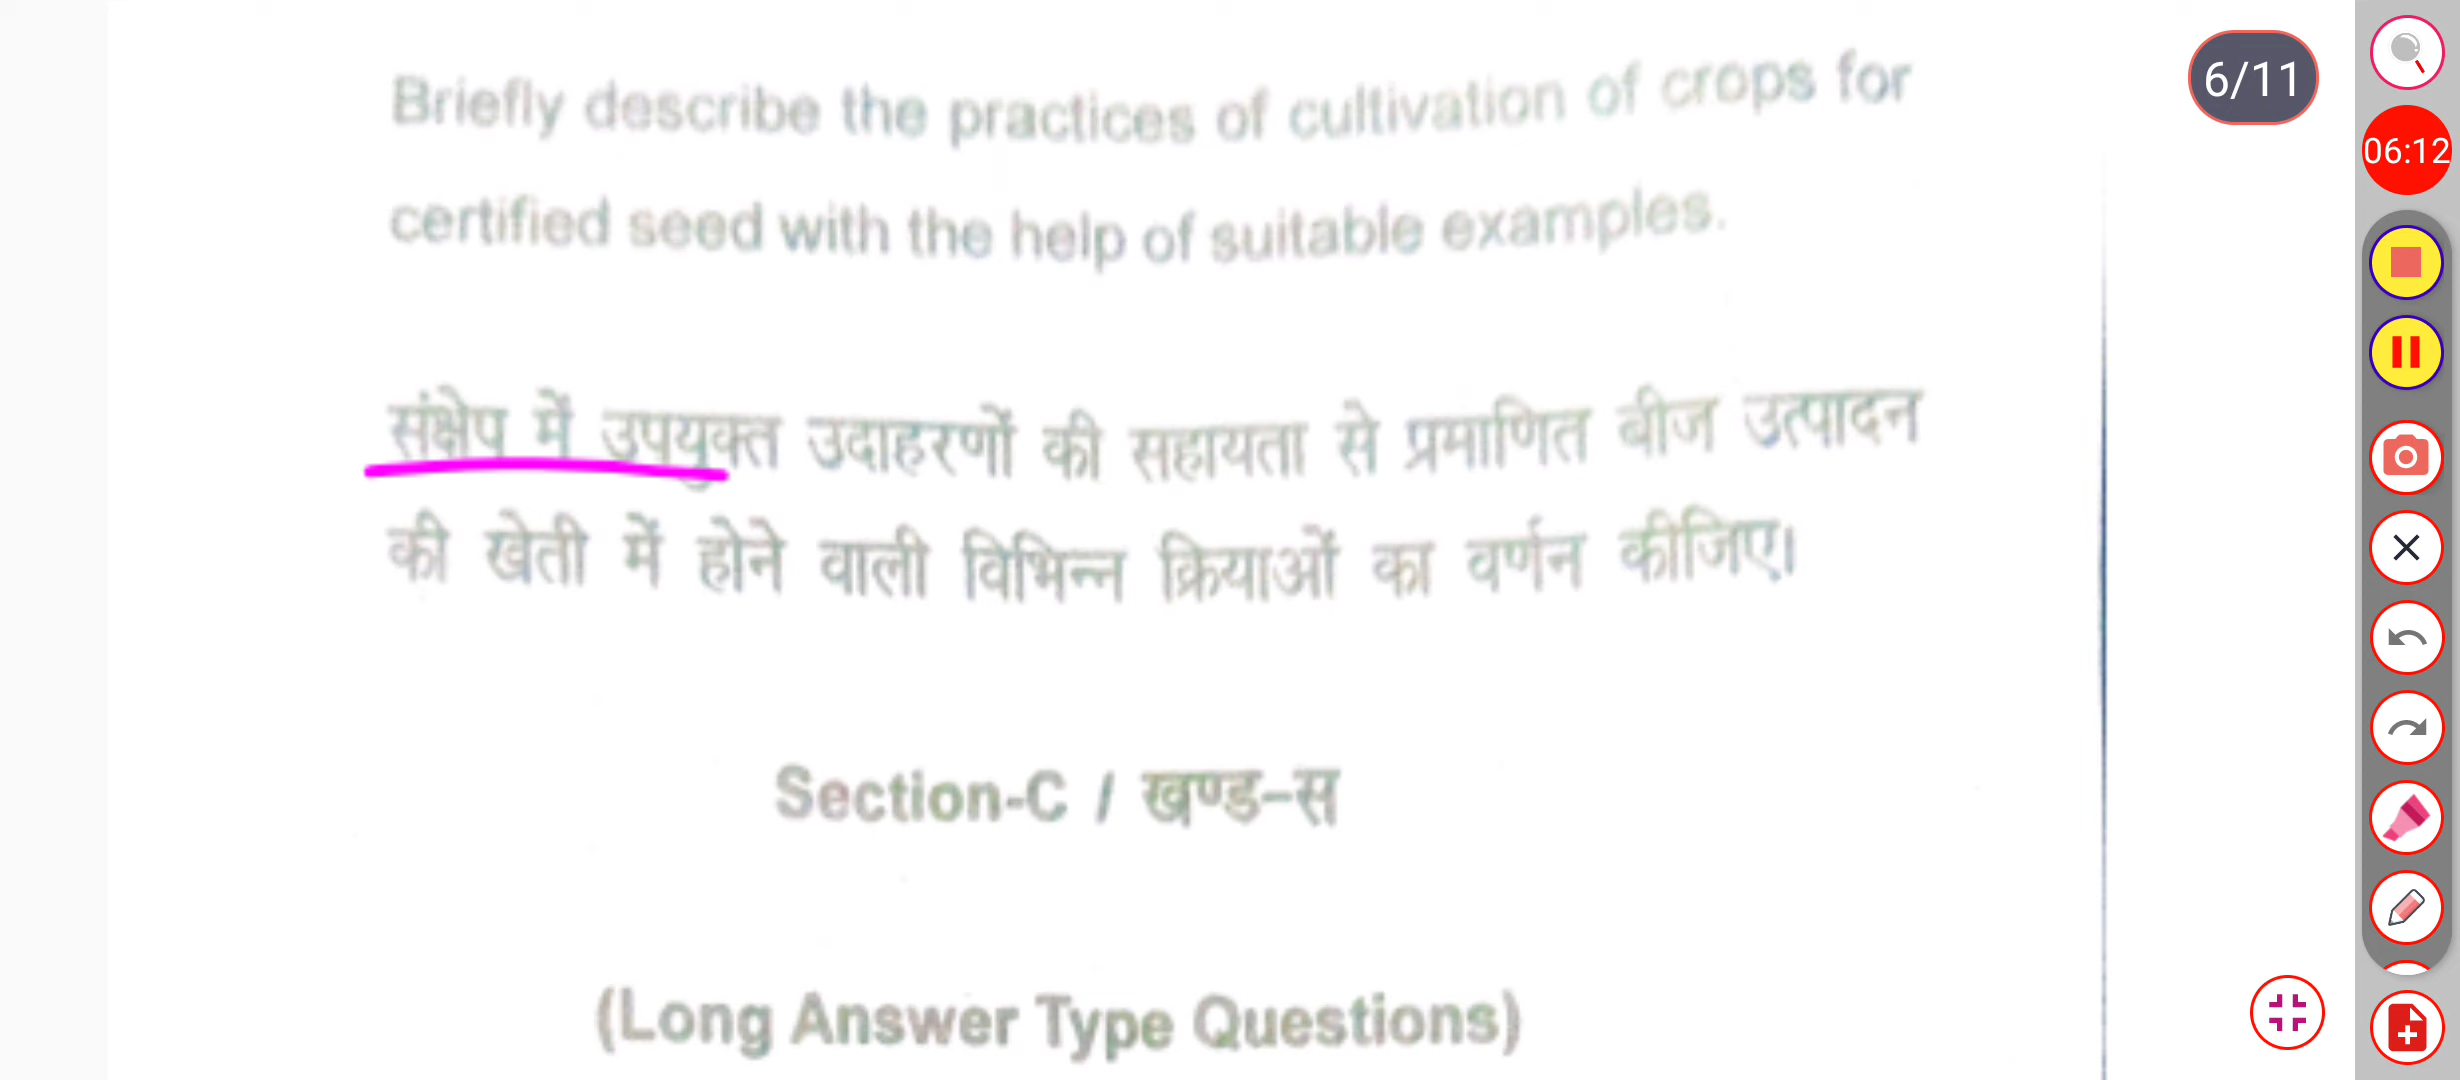 Briefly describe the practices of cultivation of crops for
certified seed with the help of suitable examples.
संक्षेप में उपयुक्त उदाहरणों की सहायता से प्रमाणित बीज उत्पादन
की खेती में होने वाली विभिन्न क्रियाओं का वर्णन कीजिए।
Section-C / खण्ड–स
(Long Answer Type Questions)
6/11
06:12